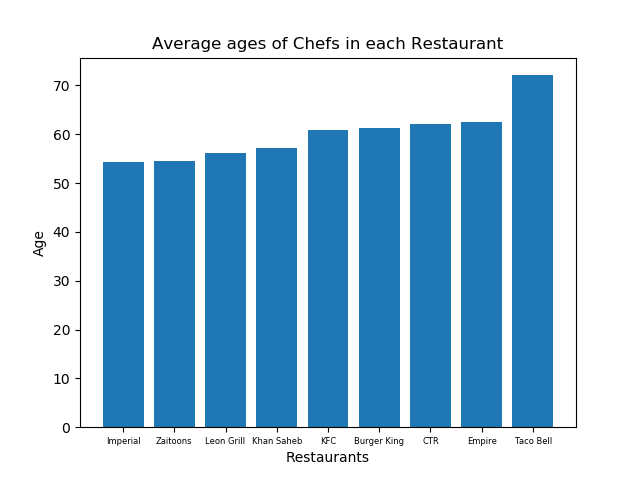 Average ages of Chefs in each Restaurant
70
60
50
40
30
20
10
0
Age
Imperial Zaitoons Leon Grill Khan Saheb KFC Burger King CTR Empire Taco Bell
Restaurants